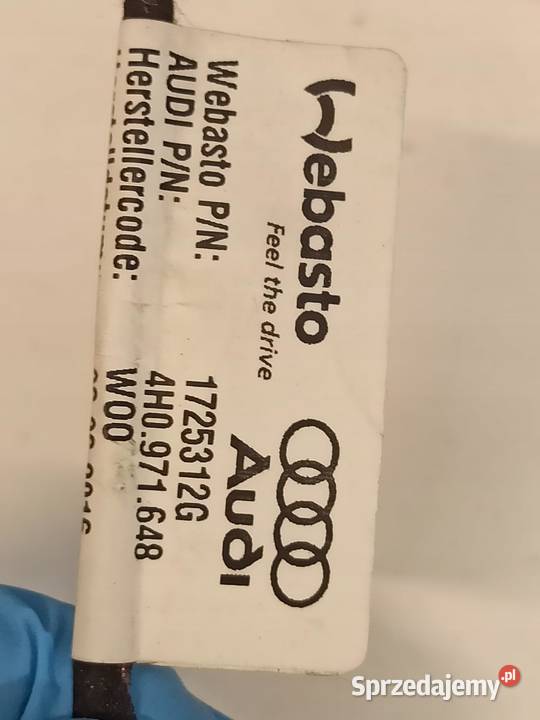 Webasto
Feel the drive
Audi
Webasto P/N: 1725312G
AUDI P/N: 4H0.971.648
Herstellercode: W00
Sprzedajemy.pl